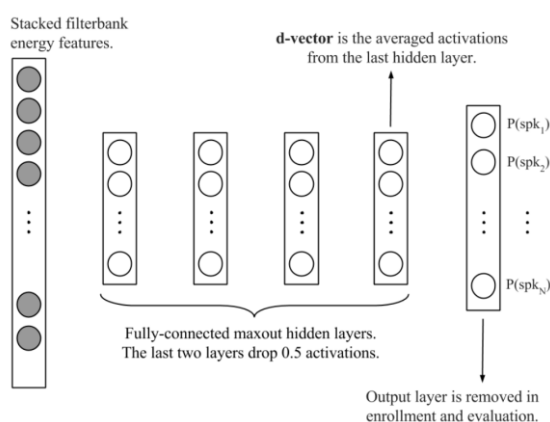 Stacked filterbank
energy features.
d-vector is the averaged activations
from the last hidden layer.
P(spk₁)
P(spk₂)
P(spkN)
Fully-connected maxout hidden layers.
The last two layers drop 0.5 activations.
Output layer is removed in
enrollment and evaluation.